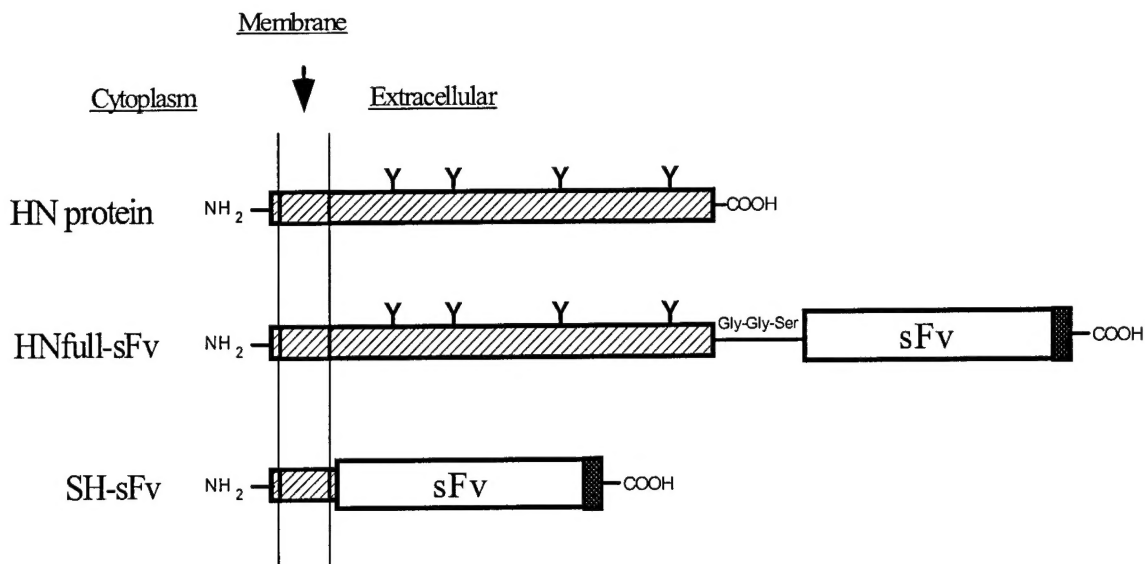 Membrane
Cytoplasm
Extracellular
HN protein
NH2
Y Y Y Y
COOH
HNfull-sFv
NH2
Y Y Y Y
Gly-Gly-Ser
sFv
COOH
SH-sFv
NH2
sFv
COOH